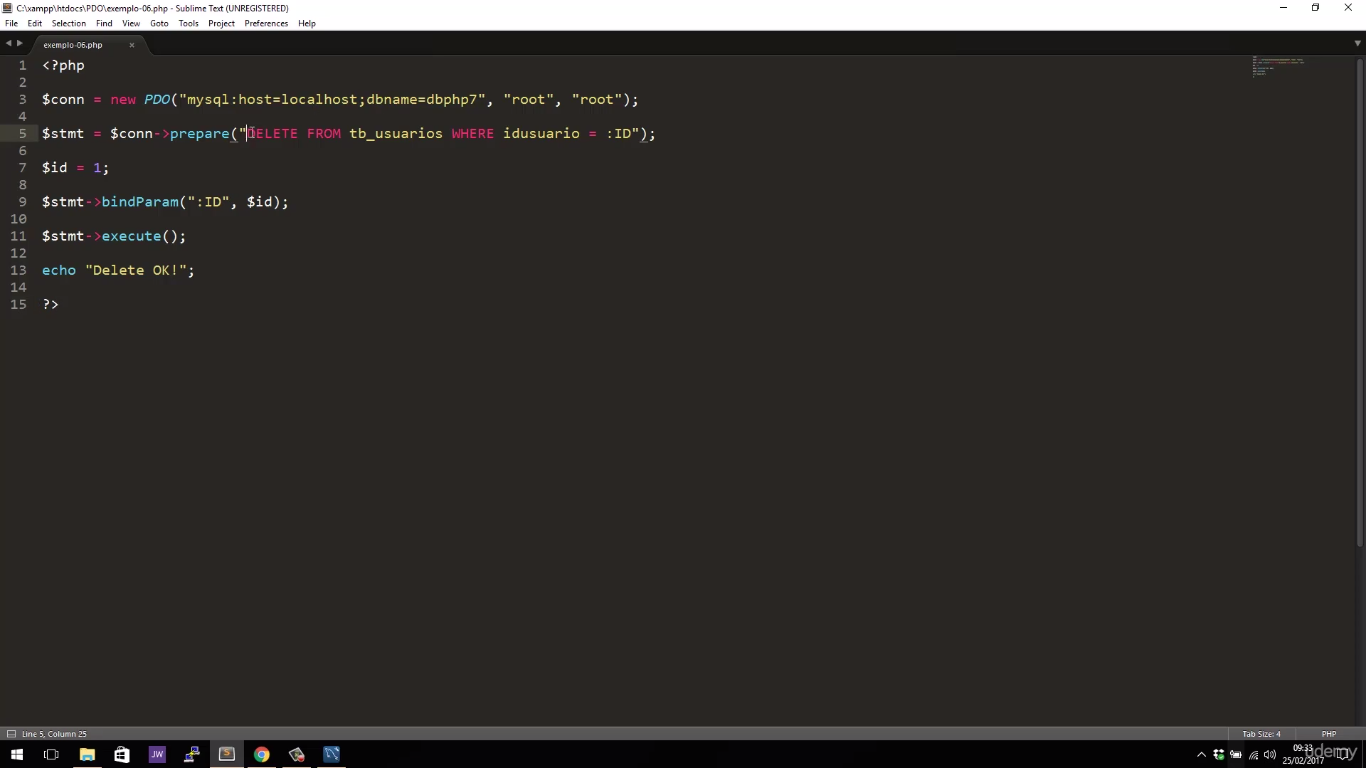 C:\xampp\htdocs\PDO\exemplo-06.php - Sublime Text (UNREGISTERED)
File Edit Selection Find View Goto Tools Project Preferences Help
exemplo-06.php
1 <?php
2
3 $conn = new PDO("mysql:host=localhost;dbname=dbphp7", "root", "root");
4
5 $stmt = $conn->prepare("DELETE FROM tb_usuarios WHERE idusuario = :ID");
6
7 $id = 1;
8
9 $stmt->bindParam(":ID", $id);
10
11 $stmt->execute();
12
13 echo "Delete OK!";
14
15 ?>
Line 5, Column 25
Tab Size: 4
PHP
JW
09:33
25/02/2017
udemy